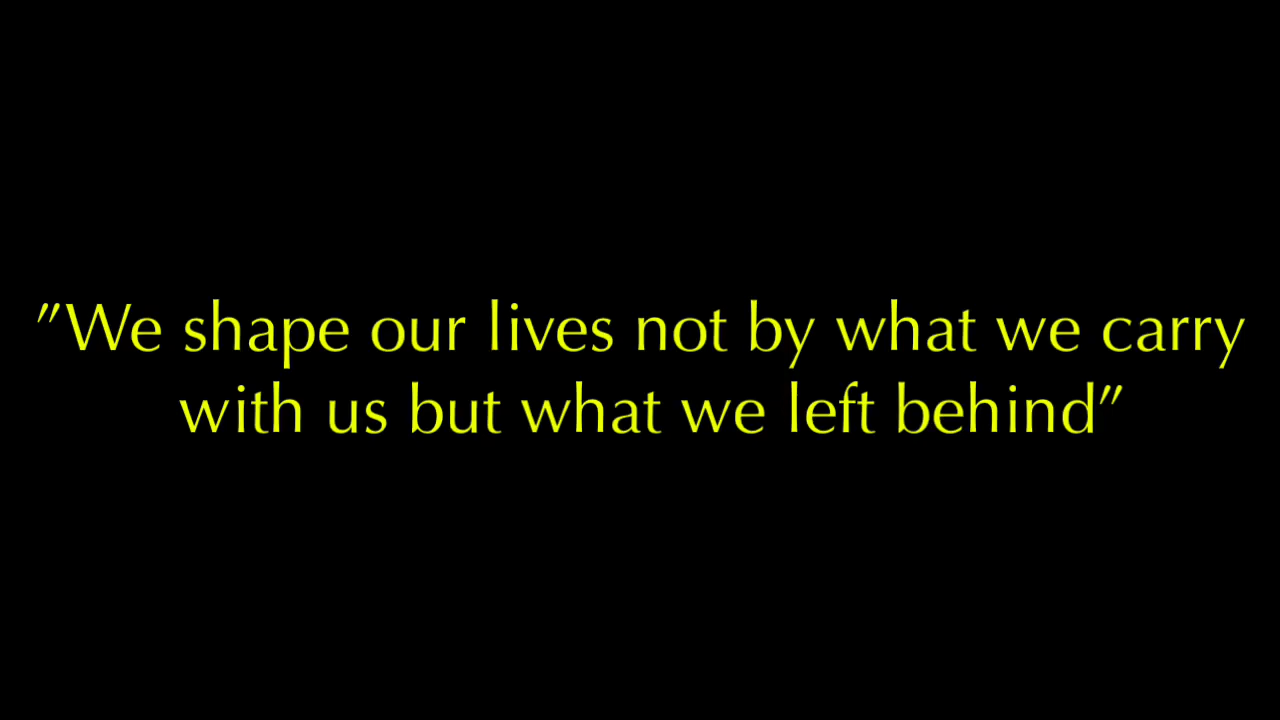 ”We shape our lives not by what we carry
with us but what we left behind”